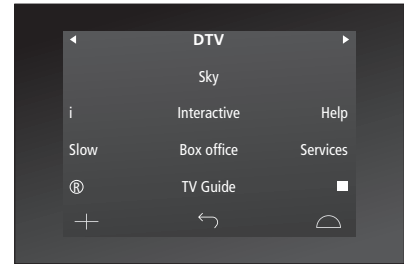 DTV
Sky
i Interactive Help
Slow Box office Services
® TV Guide